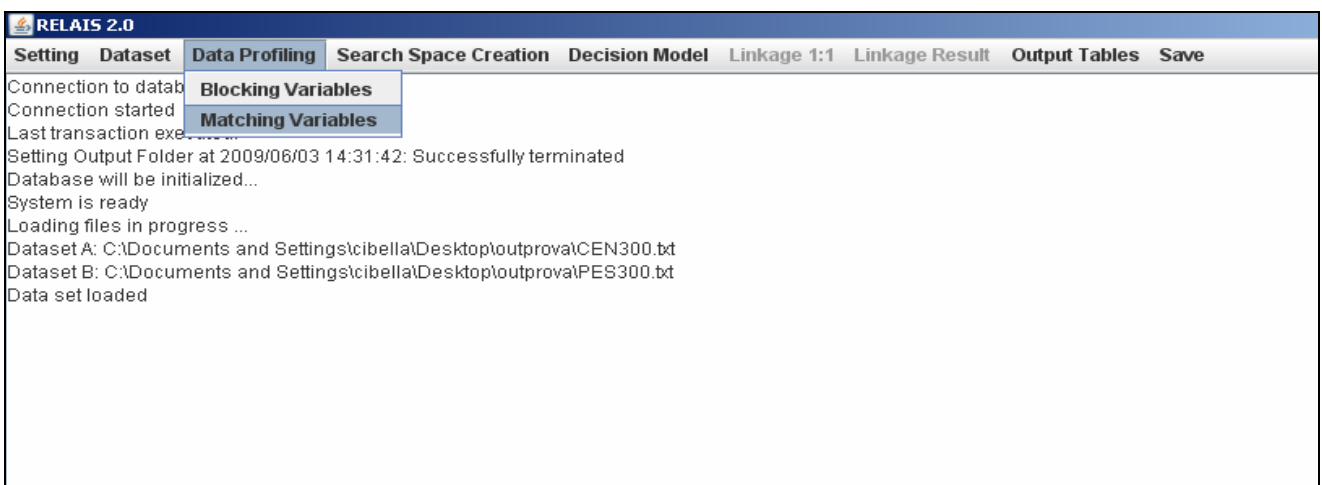 RELAIS 2.0
Setting Dataset Data Profiling Search Space Creation Decision Model Linkage 1:1 Linkage Result Output Tables Save
Blocking Variables
Matching Variables
Connection to datab
Connection started
Last transaction exe
Setting Output Folder at 2009/06/03 14:31:42: Successfully terminated
Database will be initialized...
System is ready
Loading files in progress ...
Dataset A: C:\Documents and Settings\cibella\Desktop\outprova\CEN300.txt
Dataset B: C:\Documents and Settings\cibella\Desktop\outprova\PES300.txt
Data set loaded